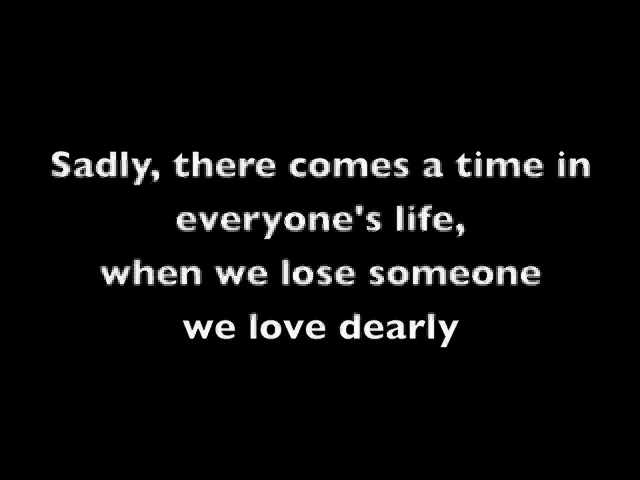 Sadly, there comes a time in
everyone's life,
when we lose someone
we love dearly